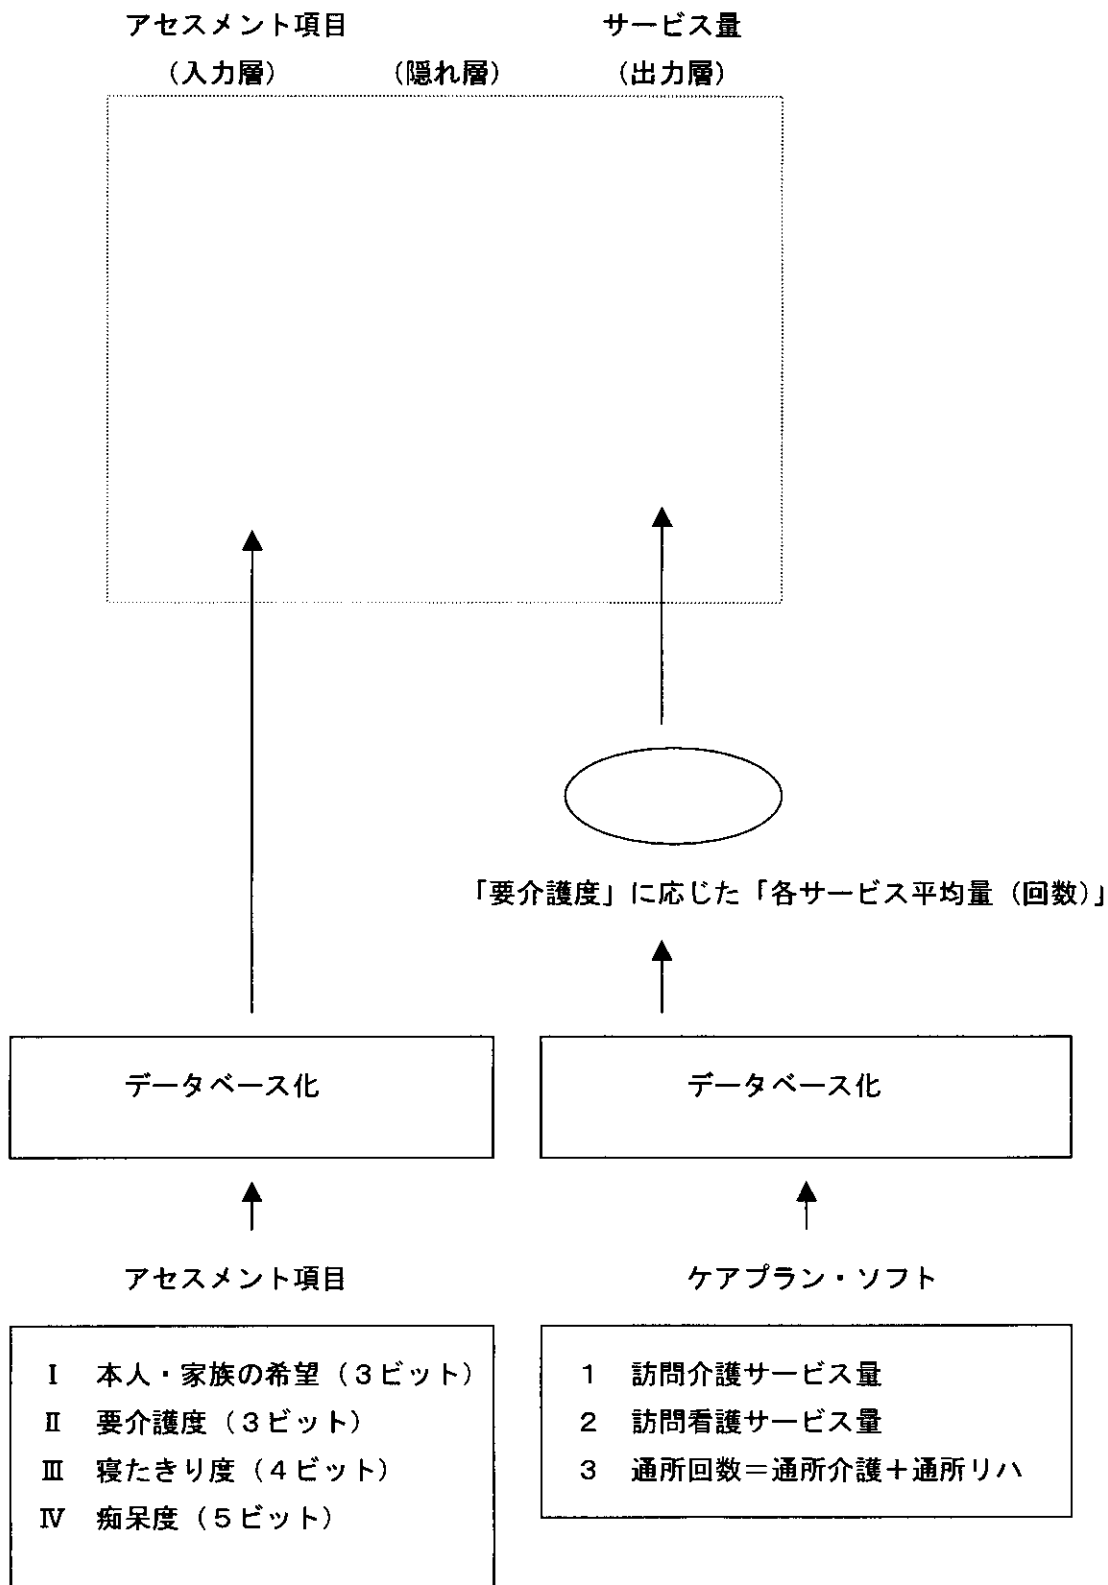 アセスメント項目 サービス量
（入力層） （隠れ層） （出力層）
「要介護度」に応じた「各サービス平均量（回数）」
データベース化 データベース化
アセスメント項目 ケアプラン・ソフト
Ⅰ 本人・家族の希望（３ビット）
Ⅱ 要介護度（３ビット）
Ⅲ 寝たきり度（４ビット）
Ⅳ 痴呆度（５ビット）
１ 訪問介護サービス量
２ 訪問看護サービス量
３ 通所回数＝通所介護＋通所リハ